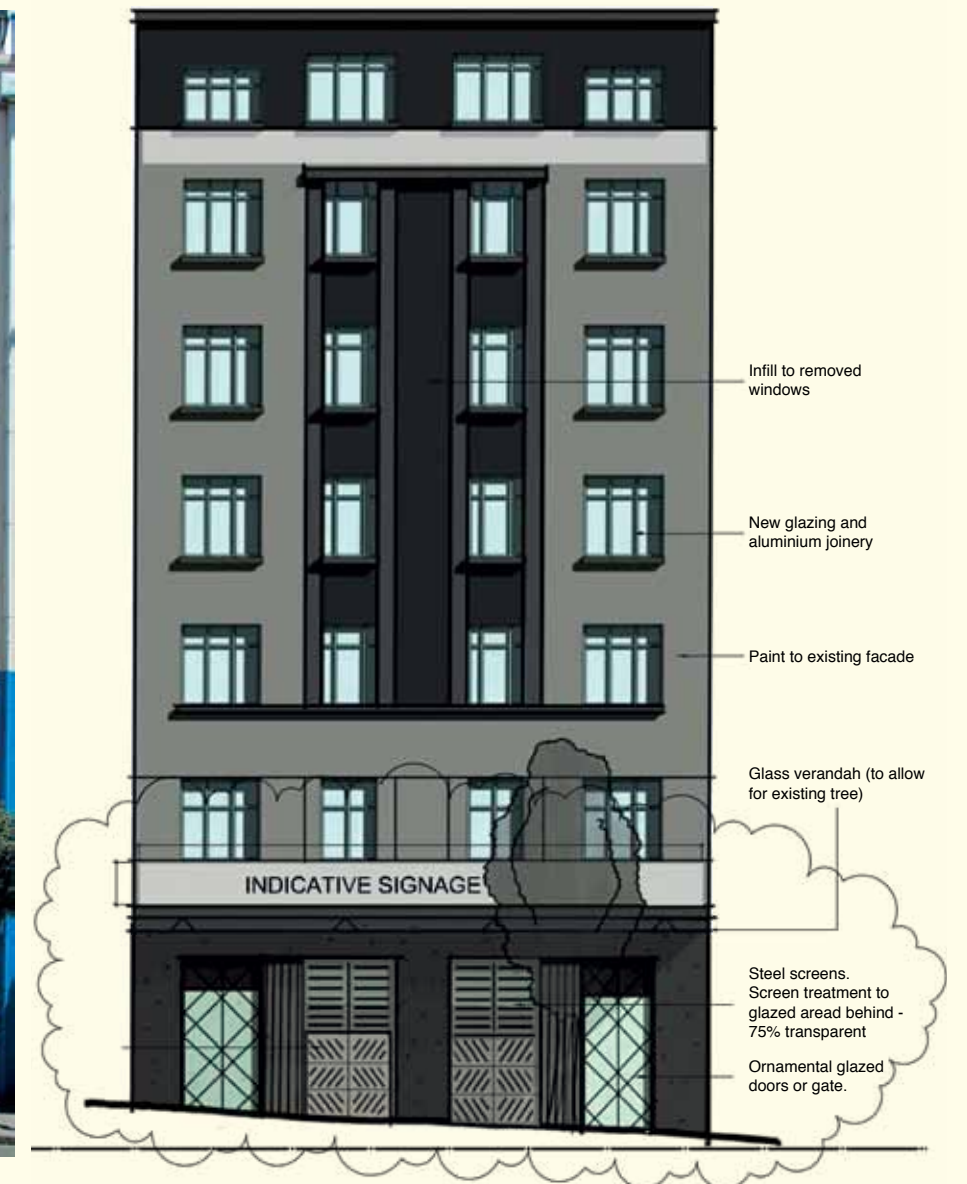 Infill to removed
windows
New glazing and
aluminium joinery
Paint to existing facade
Glass verandah (to allow
for existing tree)
INDICATIVE SIGNAGE
Steel screens.
Screen treatment to
glazed aread behind -
75% transparent
Ornamental glazed
doors or gate.